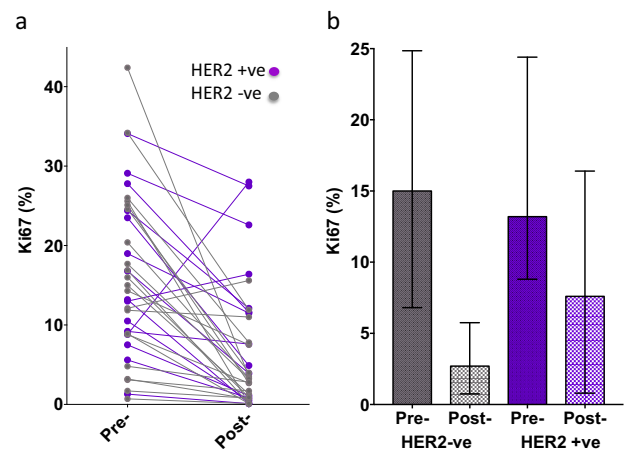 a
Ki67 (%)
40
30
20
10
0
HER2 +ve
HER2 -ve
Pre-
Post-
b
Ki67 (%)
25
20
15
10
5
0
Pre- Post- Pre- Post-
HER2-ve HER2 +ve